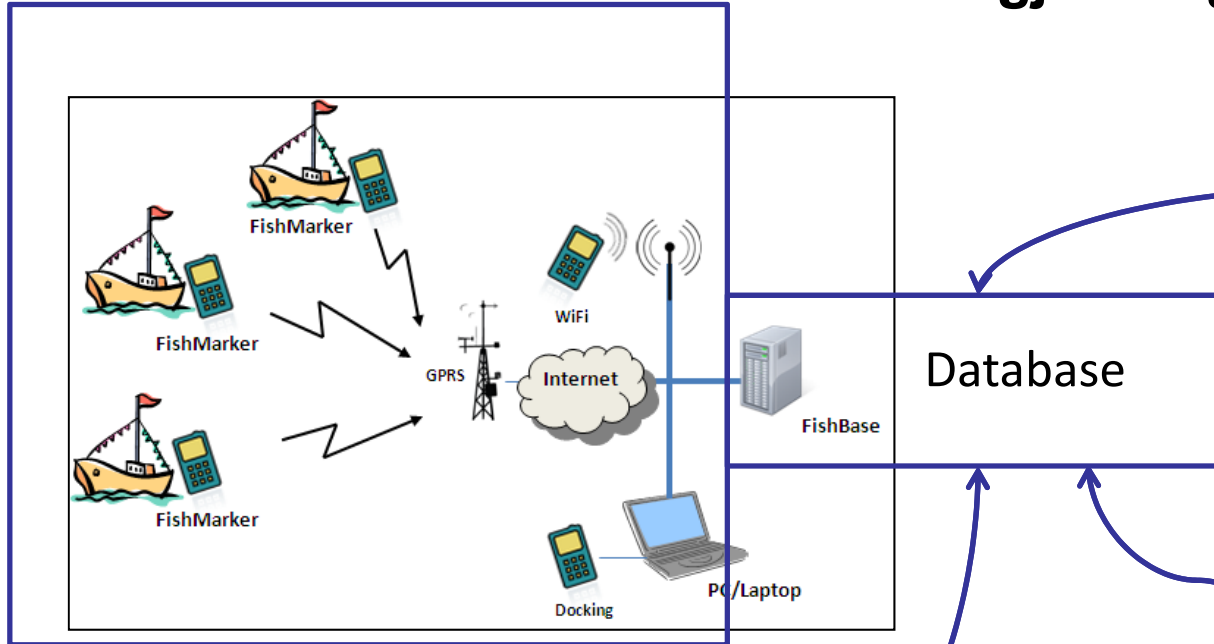 FishMarker
FishMarker
FishMarker
WiFi
GPRS
Internet
Database
FishBase
PC/Laptop
Docking